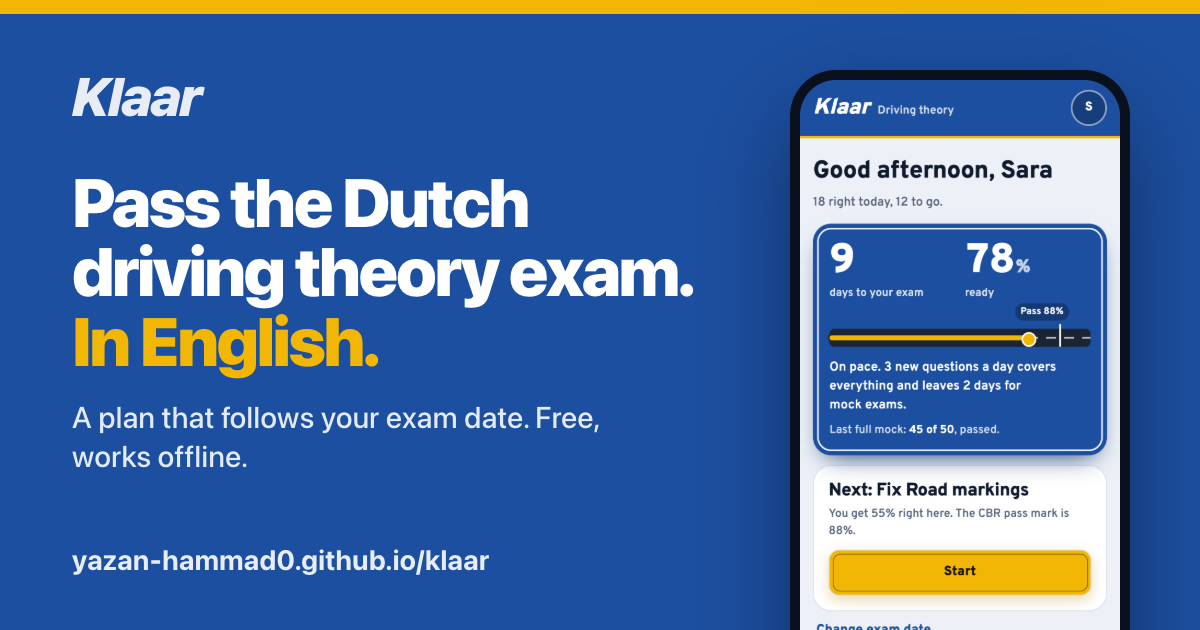 Klaar
Pass the Dutch
driving theory exam.
In English.
A plan that follows your exam date. Free,
works offline.
yazan-hammad0.github.io/klaar
Klaar Driving theory
S
Good afternoon, Sara
18 right today, 12 to go.
9
days to your exam
78%
ready
Pass 88%
On pace. 3 new questions a day covers
everything and leaves 2 days for
mock exams.
Last full mock: 45 of 50, passed.
Next: Fix Road markings
You get 55% right here. The CBR pass mark is
88%.
Start
Change exam date